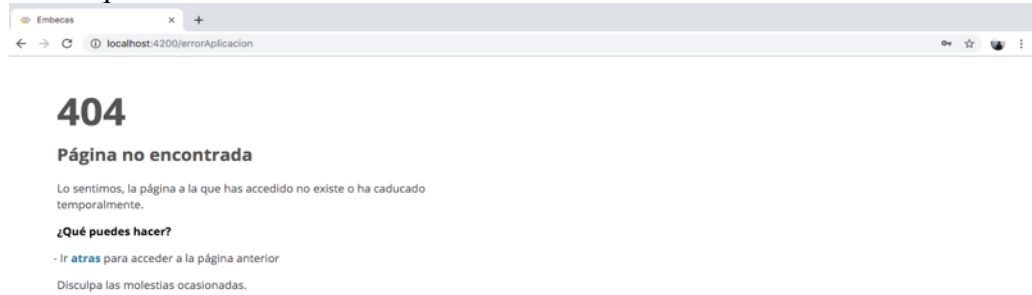 Embecas
localhost:4200/errorAplicacion
404
Página no encontrada
Lo sentimos, la página a la que has accedido no existe o ha caducado
temporalmente.
¿Qué puedes hacer?
- Ir atras para acceder a la página anterior
Disculpa las molestias ocasionadas.